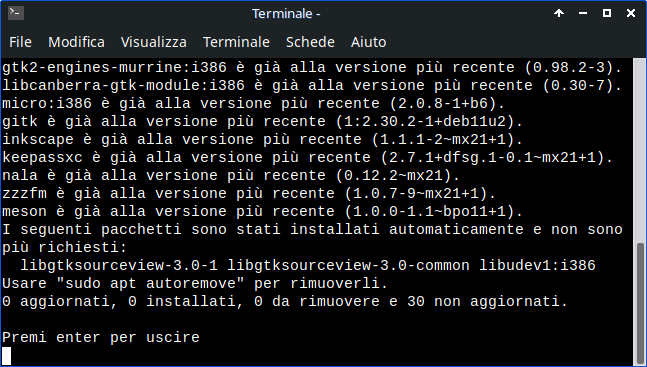 Terminale -
File Modifica Visualizza Terminale Schede Aiuto
gtk2-engines-murrine:i386 è già alla versione più recente (0.98.2-3).
libcanberra-gtk-module:i386 è già alla versione più recente (0.30-7).
micro:i386 è già alla versione più recente (2.0.8-1+b6).
gitk è già alla versione più recente (1:2.30.2-1+deb11u2).
inkscape è già alla versione più recente (1.1.1-2~mx21+1).
keepassxc è già alla versione più recente (2.7.1+dfsg.1-0.1~mx21+1).
nala è già alla versione più recente (0.12.2~mx21).
zzzfm è già alla versione più recente (1.0.7-9~mx21+1).
meson è già alla versione più recente (1.0.0-1.1~bpo11+1).
I seguenti pacchetti sono stati installati automaticamente e non sono
più richiesti:
  libgtksourceview-3.0-1 libgtksourceview-3.0-common libudev1:i386
Usare "sudo apt autoremove" per rimuoverli.
0 aggiornati, 0 installati, 0 da rimuovere e 30 non aggiornati.
Premi enter per uscire